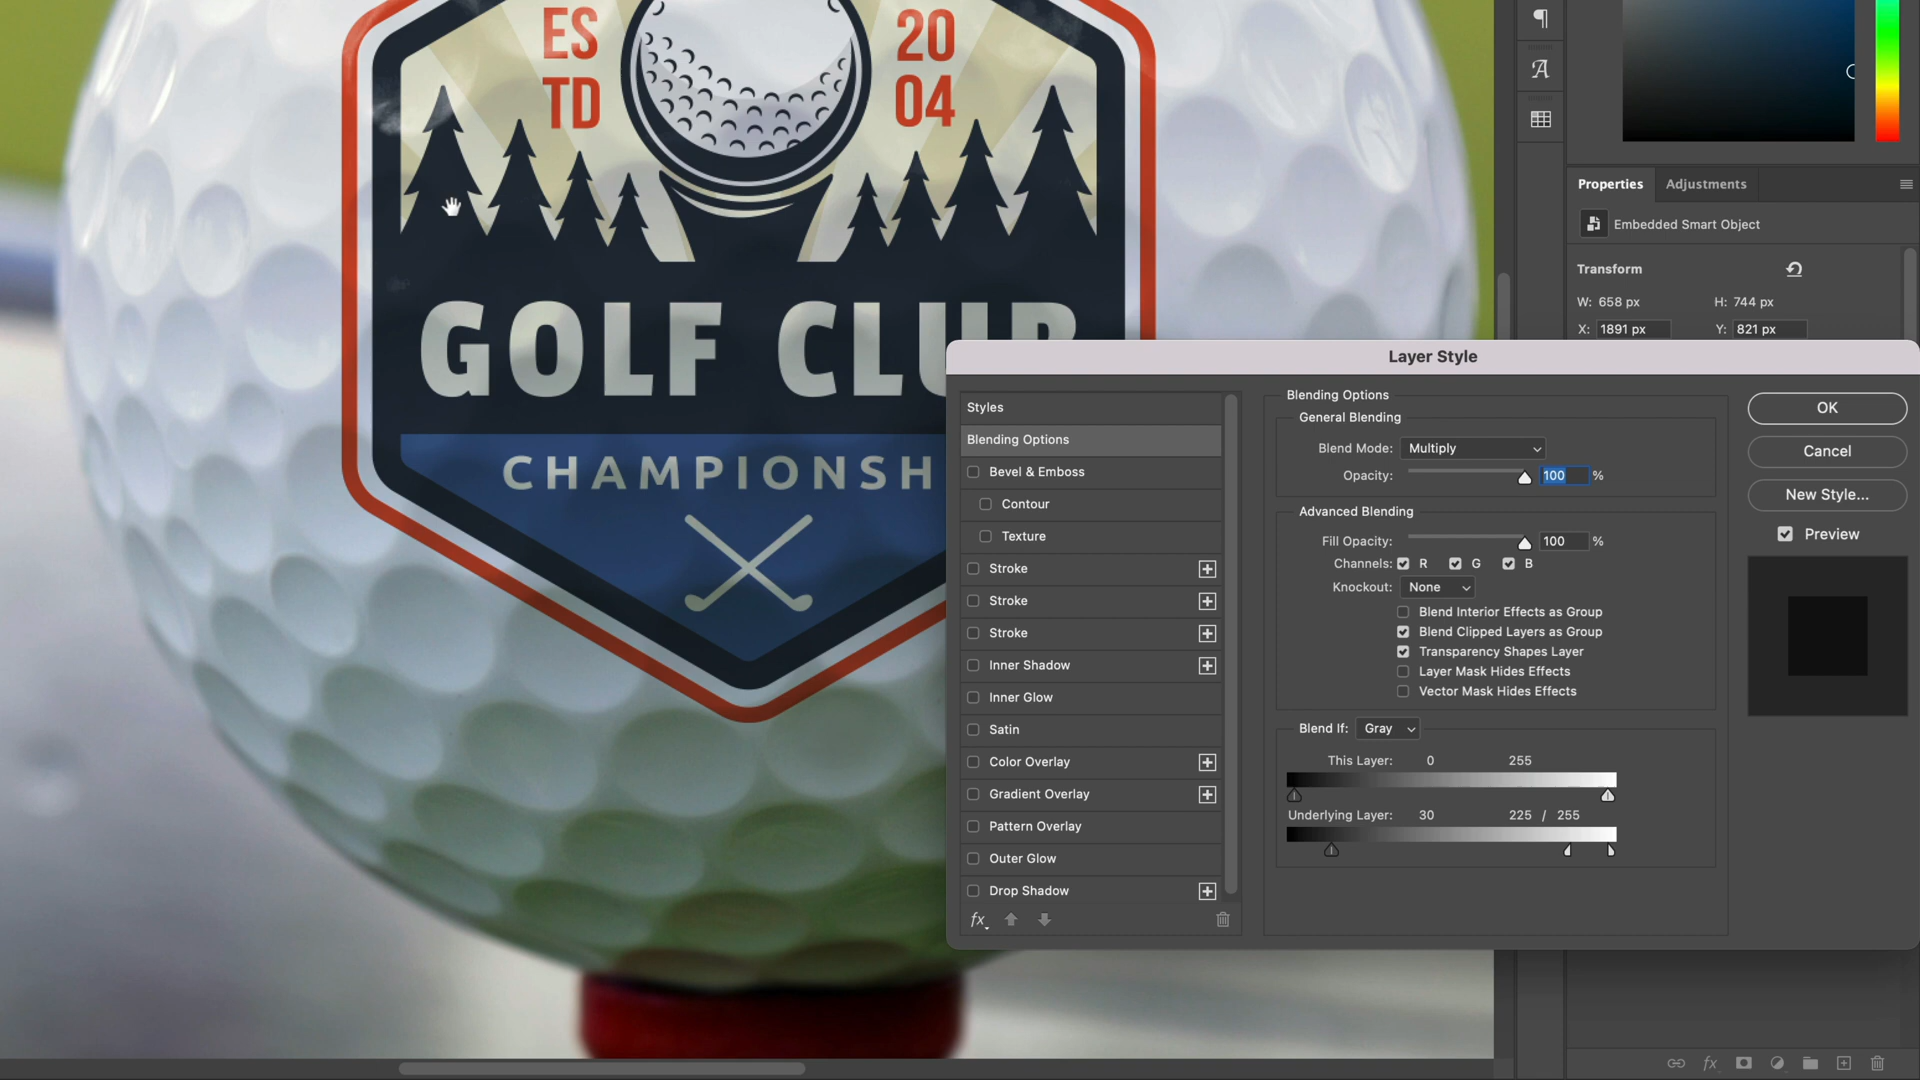 ES
TD
20
04
GOLF CLUB
CHAMPIONSH
Properties
Adjustments
Embedded Smart Object
Transform
W: 658 px
H: 744 px
X: 1891 px
Y: 821 px
Layer Style
Styles
Blending Options
Bevel & Emboss
Contour
Texture
Stroke
Stroke
Stroke
Inner Shadow
Inner Glow
Satin
Color Overlay
Gradient Overlay
Pattern Overlay
Outer Glow
Drop Shadow
fx
Blending Options
General Blending
Blend Mode: Multiply
Opacity: 100 %
Advanced Blending
Fill Opacity: 100 %
Channels: R G B
Knockout: None
Blend Interior Effects as Group
Blend Clipped Layers as Group
Transparency Shapes Layer
Layer Mask Hides Effects
Vector Mask Hides Effects
Blend If: Gray
This Layer: 0 255
Underlying Layer: 30 225 / 255
OK
Cancel
New Style...
Preview
fx